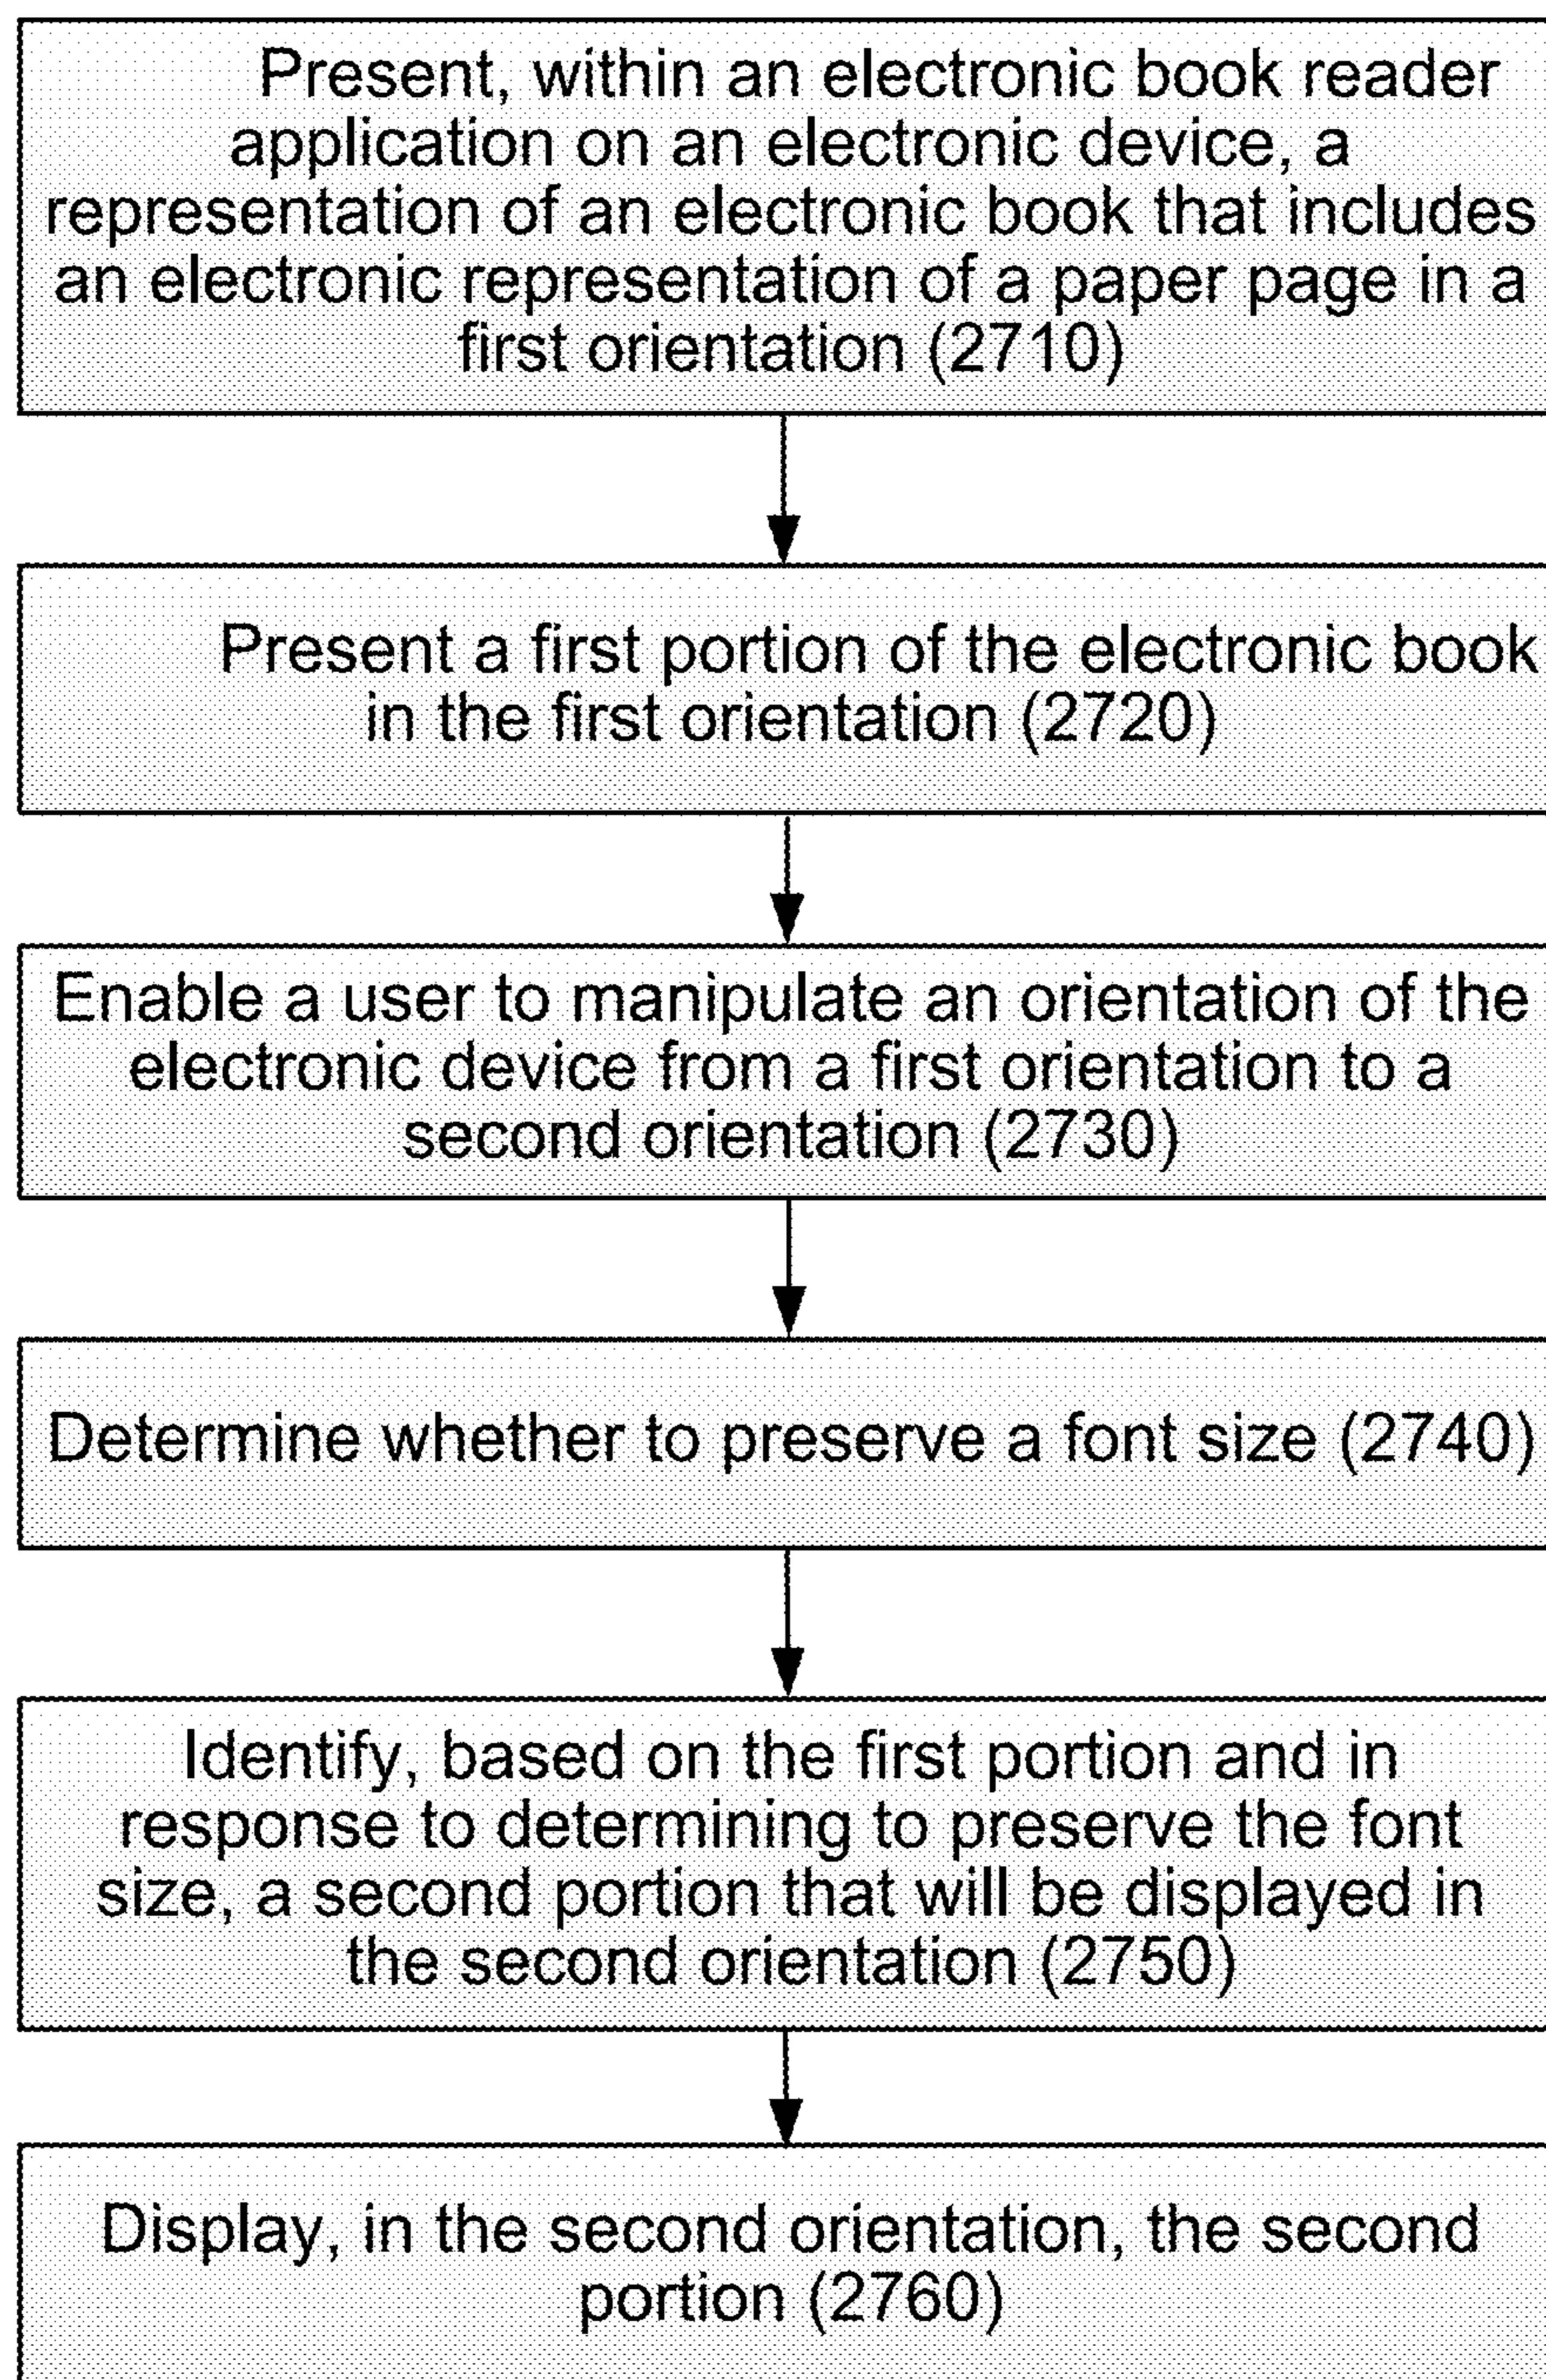 Present, within an electronic book reader
application on an electronic device, a
representation of an electronic book that includes
an electronic representation of a paper page in a
first orientation (2710)
Present a first portion of the electronic book
in the first orientation (2720)
Enable a user to manipulate an orientation of the
electronic device from a first orientation to a
second orientation (2730)
Determine whether to preserve a font size (2740)
Identify, based on the first portion and in
response to determining to preserve the font
size, a second portion that will be displayed in
the second orientation (2750)
Display, in the second orientation, the second
portion (2760)